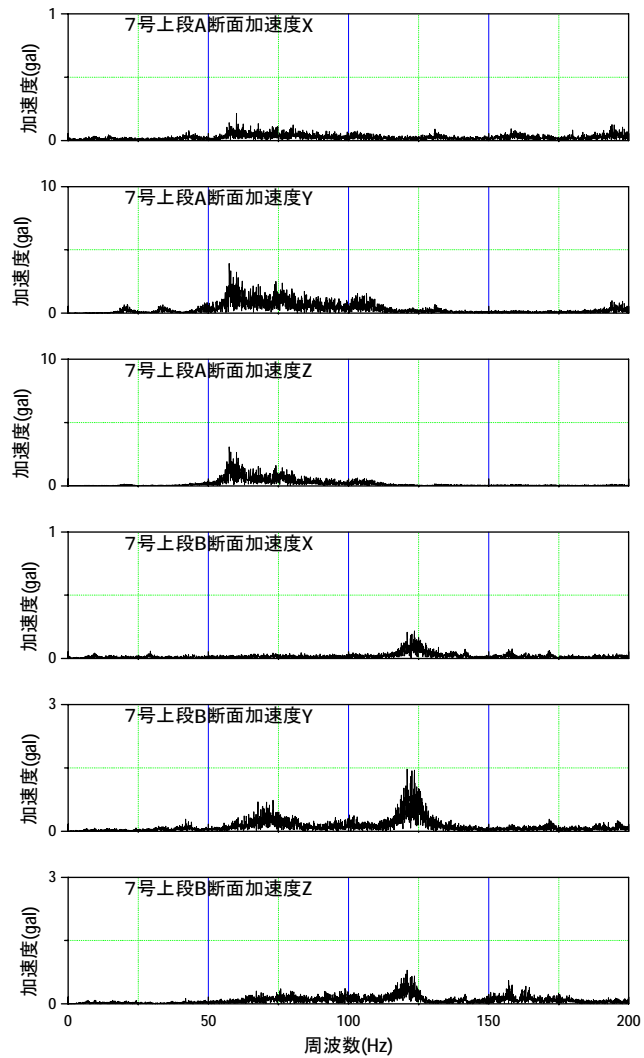 1
7号上段A断面加速度X
加速度(gal)
0
10
7号上段A断面加速度Y
加速度(gal)
0
10
7号上段A断面加速度Z
加速度(gal)
0
1
7号上段B断面加速度X
加速度(gal)
0
3
7号上段B断面加速度Y
加速度(gal)
0
3
7号上段B断面加速度Z
加速度(gal)
0
0 50 100 150 200
周波数(Hz)